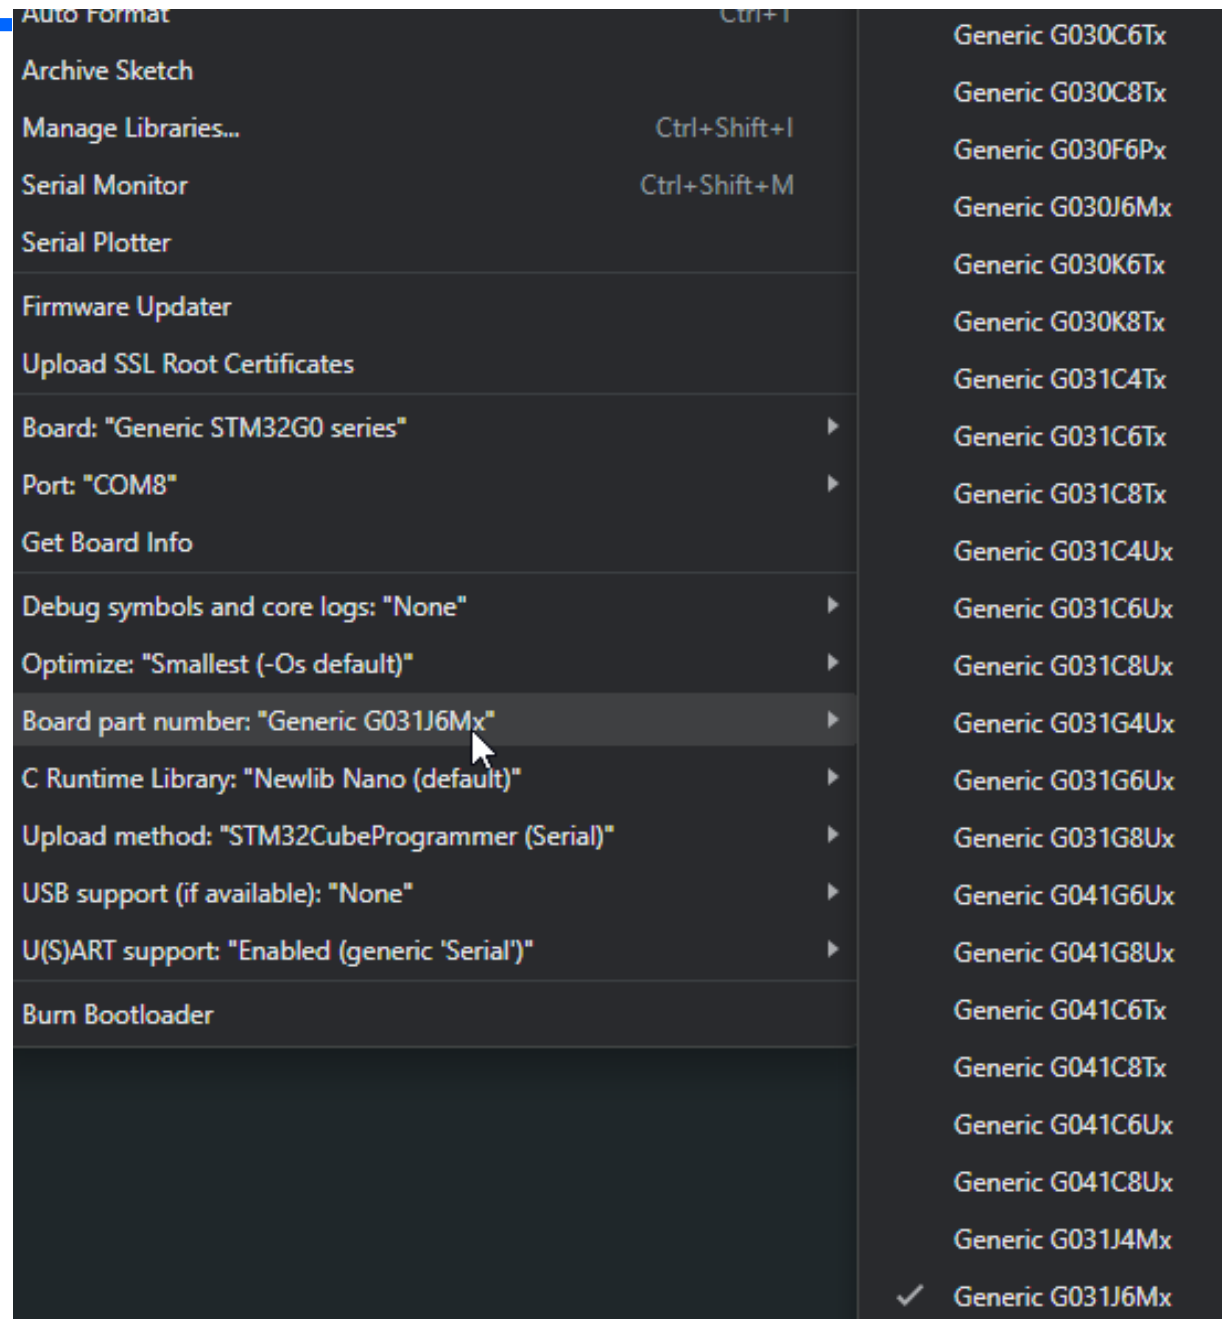 Auto Format Ctrl+T
Archive Sketch
Manage Libraries... Ctrl+Shift+I
Serial Monitor Ctrl+Shift+M
Serial Plotter
Firmware Updater
Upload SSL Root Certificates
Board: "Generic STM32G0 series"
Port: "COM8"
Get Board Info
Debug symbols and core logs: "None"
Optimize: "Smallest (-Os default)"
Board part number: "Generic G031J6Mx"
C Runtime Library: "Newlib Nano (default)"
Upload method: "STM32CubeProgrammer (Serial)"
USB support (if available): "None"
U(S)ART support: "Enabled (generic 'Serial')"
Burn Bootloader
Generic G030C6Tx
Generic G030C8Tx
Generic G030F6Px
Generic G030J6Mx
Generic G030K6Tx
Generic G030K8Tx
Generic G031C4Tx
Generic G031C6Tx
Generic G031C8Tx
Generic G031C4Ux
Generic G031C6Ux
Generic G031C8Ux
Generic G031G4Ux
Generic G031G6Ux
Generic G031G8Ux
Generic G041G6Ux
Generic G041G8Ux
Generic G041C6Tx
Generic G041C8Tx
Generic G041C6Ux
Generic G041C8Ux
Generic G031J4Mx
Generic G031J6Mx